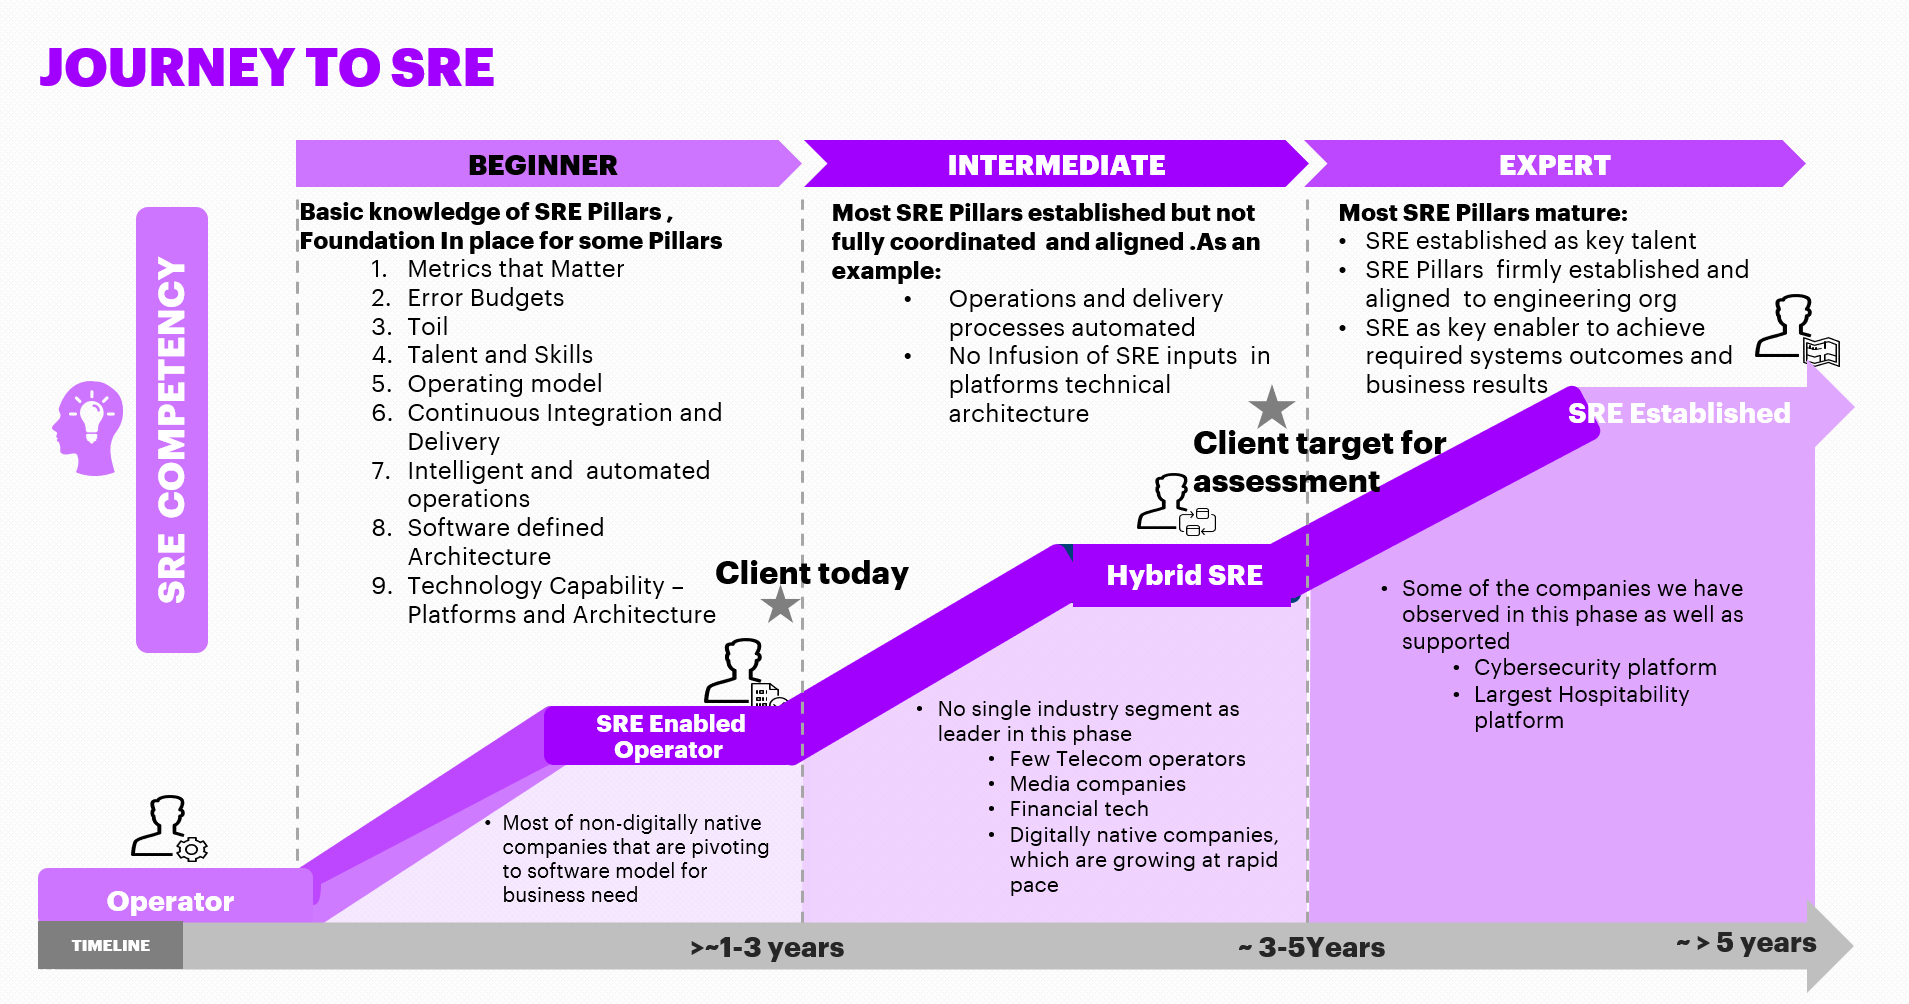 JOURNEY TO SRE
BEGINNER
INTERMEDIATE
EXPERT
SRE COMPETENCY
Basic knowledge of SRE Pillars ,
Foundation In place for some Pillars
1. Metrics that Matter
2. Error Budgets
3. Toil
4. Talent and Skills
5. Operating model
6. Continuous Integration and
Delivery
7. Intelligent and automated
operations
8. Software defined
Architecture
9. Technology Capability –
Platforms and Architecture
Most SRE Pillars established but not
fully coordinated and aligned .As an
example:
• Operations and delivery
processes automated
• No Infusion of SRE inputs in
platforms technical
architecture
Most SRE Pillars mature:
• SRE established as key talent
• SRE Pillars firmly established and
aligned to engineering org
• SRE as key enabler to achieve
required systems outcomes and
business results
SRE Established
Client target for
assessment
Client today
Hybrid SRE
SRE Enabled
Operator
Operator
• Most of non-digitally native
companies that are pivoting
to software model for
business need
• No single industry segment as
leader in this phase
• Few Telecom operators
• Media companies
• Financial tech
• Digitally native companies,
which are growing at rapid
pace
• Some of the companies we have
observed in this phase as well as
supported
• Cybersecurity platform
• Largest Hospitability
platform
TIMELINE
>~1-3 years
~ 3-5Years
~ > 5 years